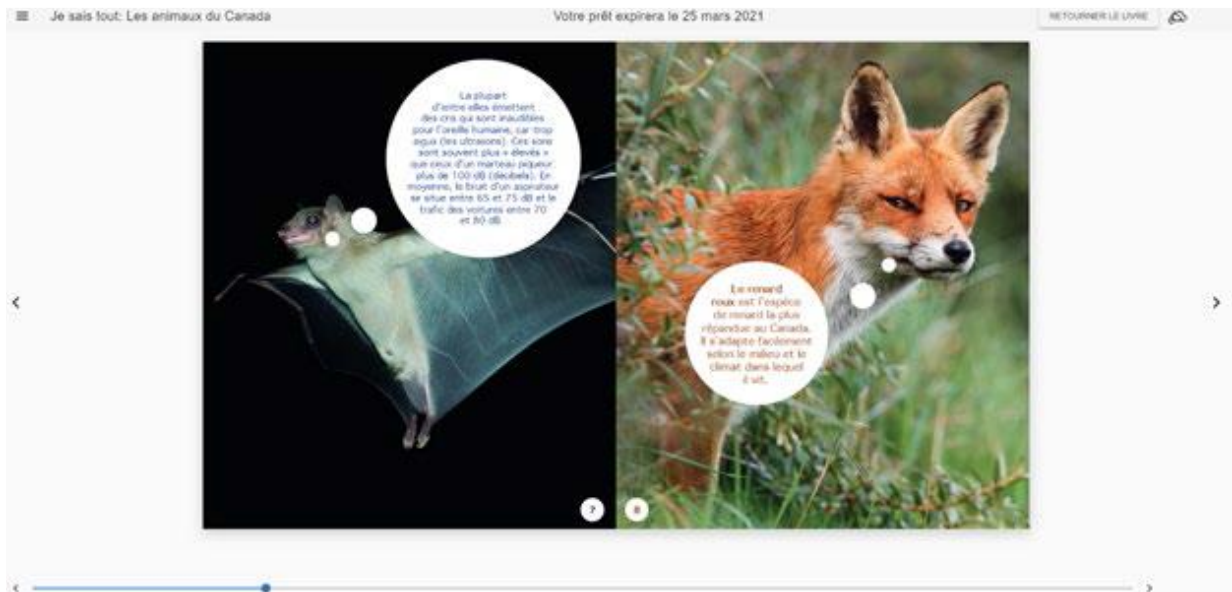 Je sais tout: Les animaux du Canada
Votre prêt expirera le 25 mars 2021
RETOURNER LE LIVRE
La plupart
d'entre elles émettent
des cris qui sont inaudibles
pour l'oreille humaine, car trop
aigus (les ultrasons). Ces sons
sont souvent plus « élevés »
que ceux d'un marteau piqueur :
plus de 100 dB (décibels). En
moyenne, le bruit d'un aspirateur
se situe entre 65 et 75 dB et le
trafic des voitures entre 70
et 80 dB.
7
Le renard
roux est l'espèce
de renard la plus
répandue au Canada.
Il s'adapte facilement
selon le milieu et le
climat dans lequel
il vit.
8